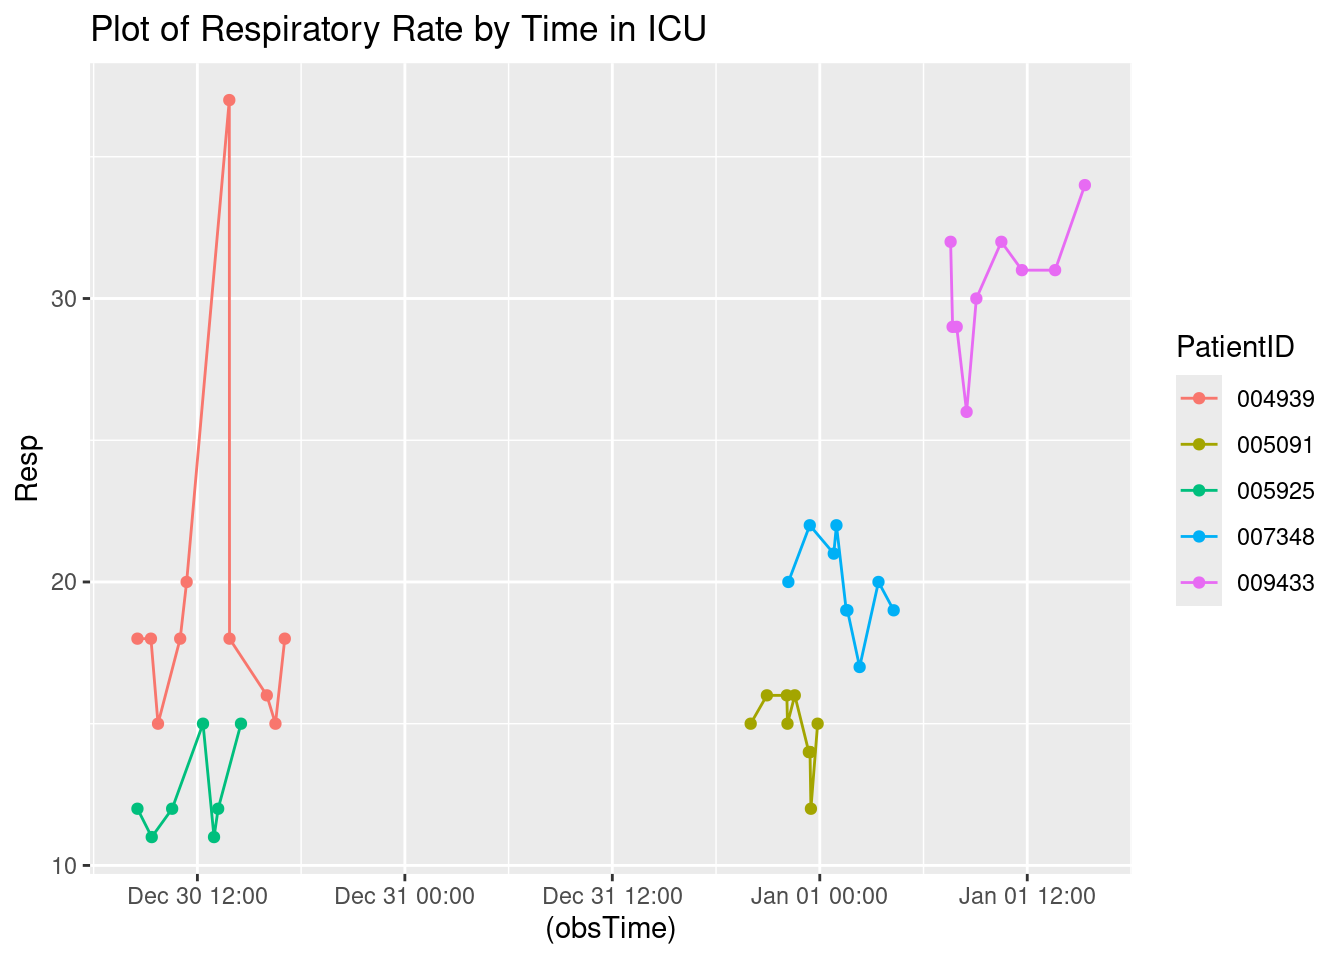 Plot of Respiratory Rate by Time in ICU
Resp
30
20
10
Dec 30 12:00
Dec 31 00:00
Dec 31 12:00
Jan 01 00:00
Jan 01 12:00
(obsTime)
PatientID
004939
005091
005925
007348
009433